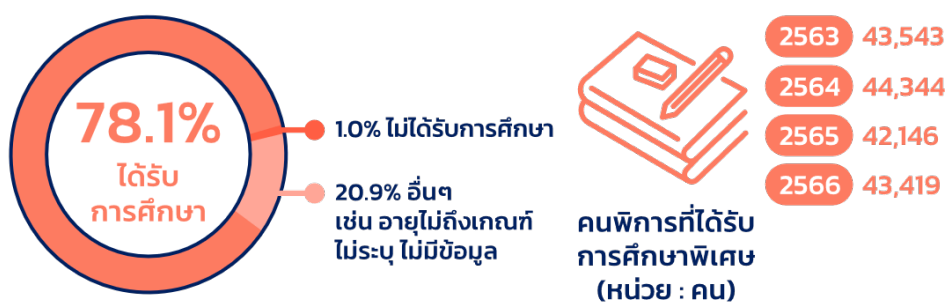 78.1%
ได้รับ
การศึกษา
1.0% ไม่ได้รับการศึกษา
20.9% อื่นๆ
เช่น อายุไม่ถึงเกณฑ์
ไม่ระบุ ไม่มีข้อมูล
คนพิการที่ได้รับ
การศึกษาพิเศษ
(หน่วย : คน)
2563 43,543
2564 44,344
2565 42,146
2566 43,419